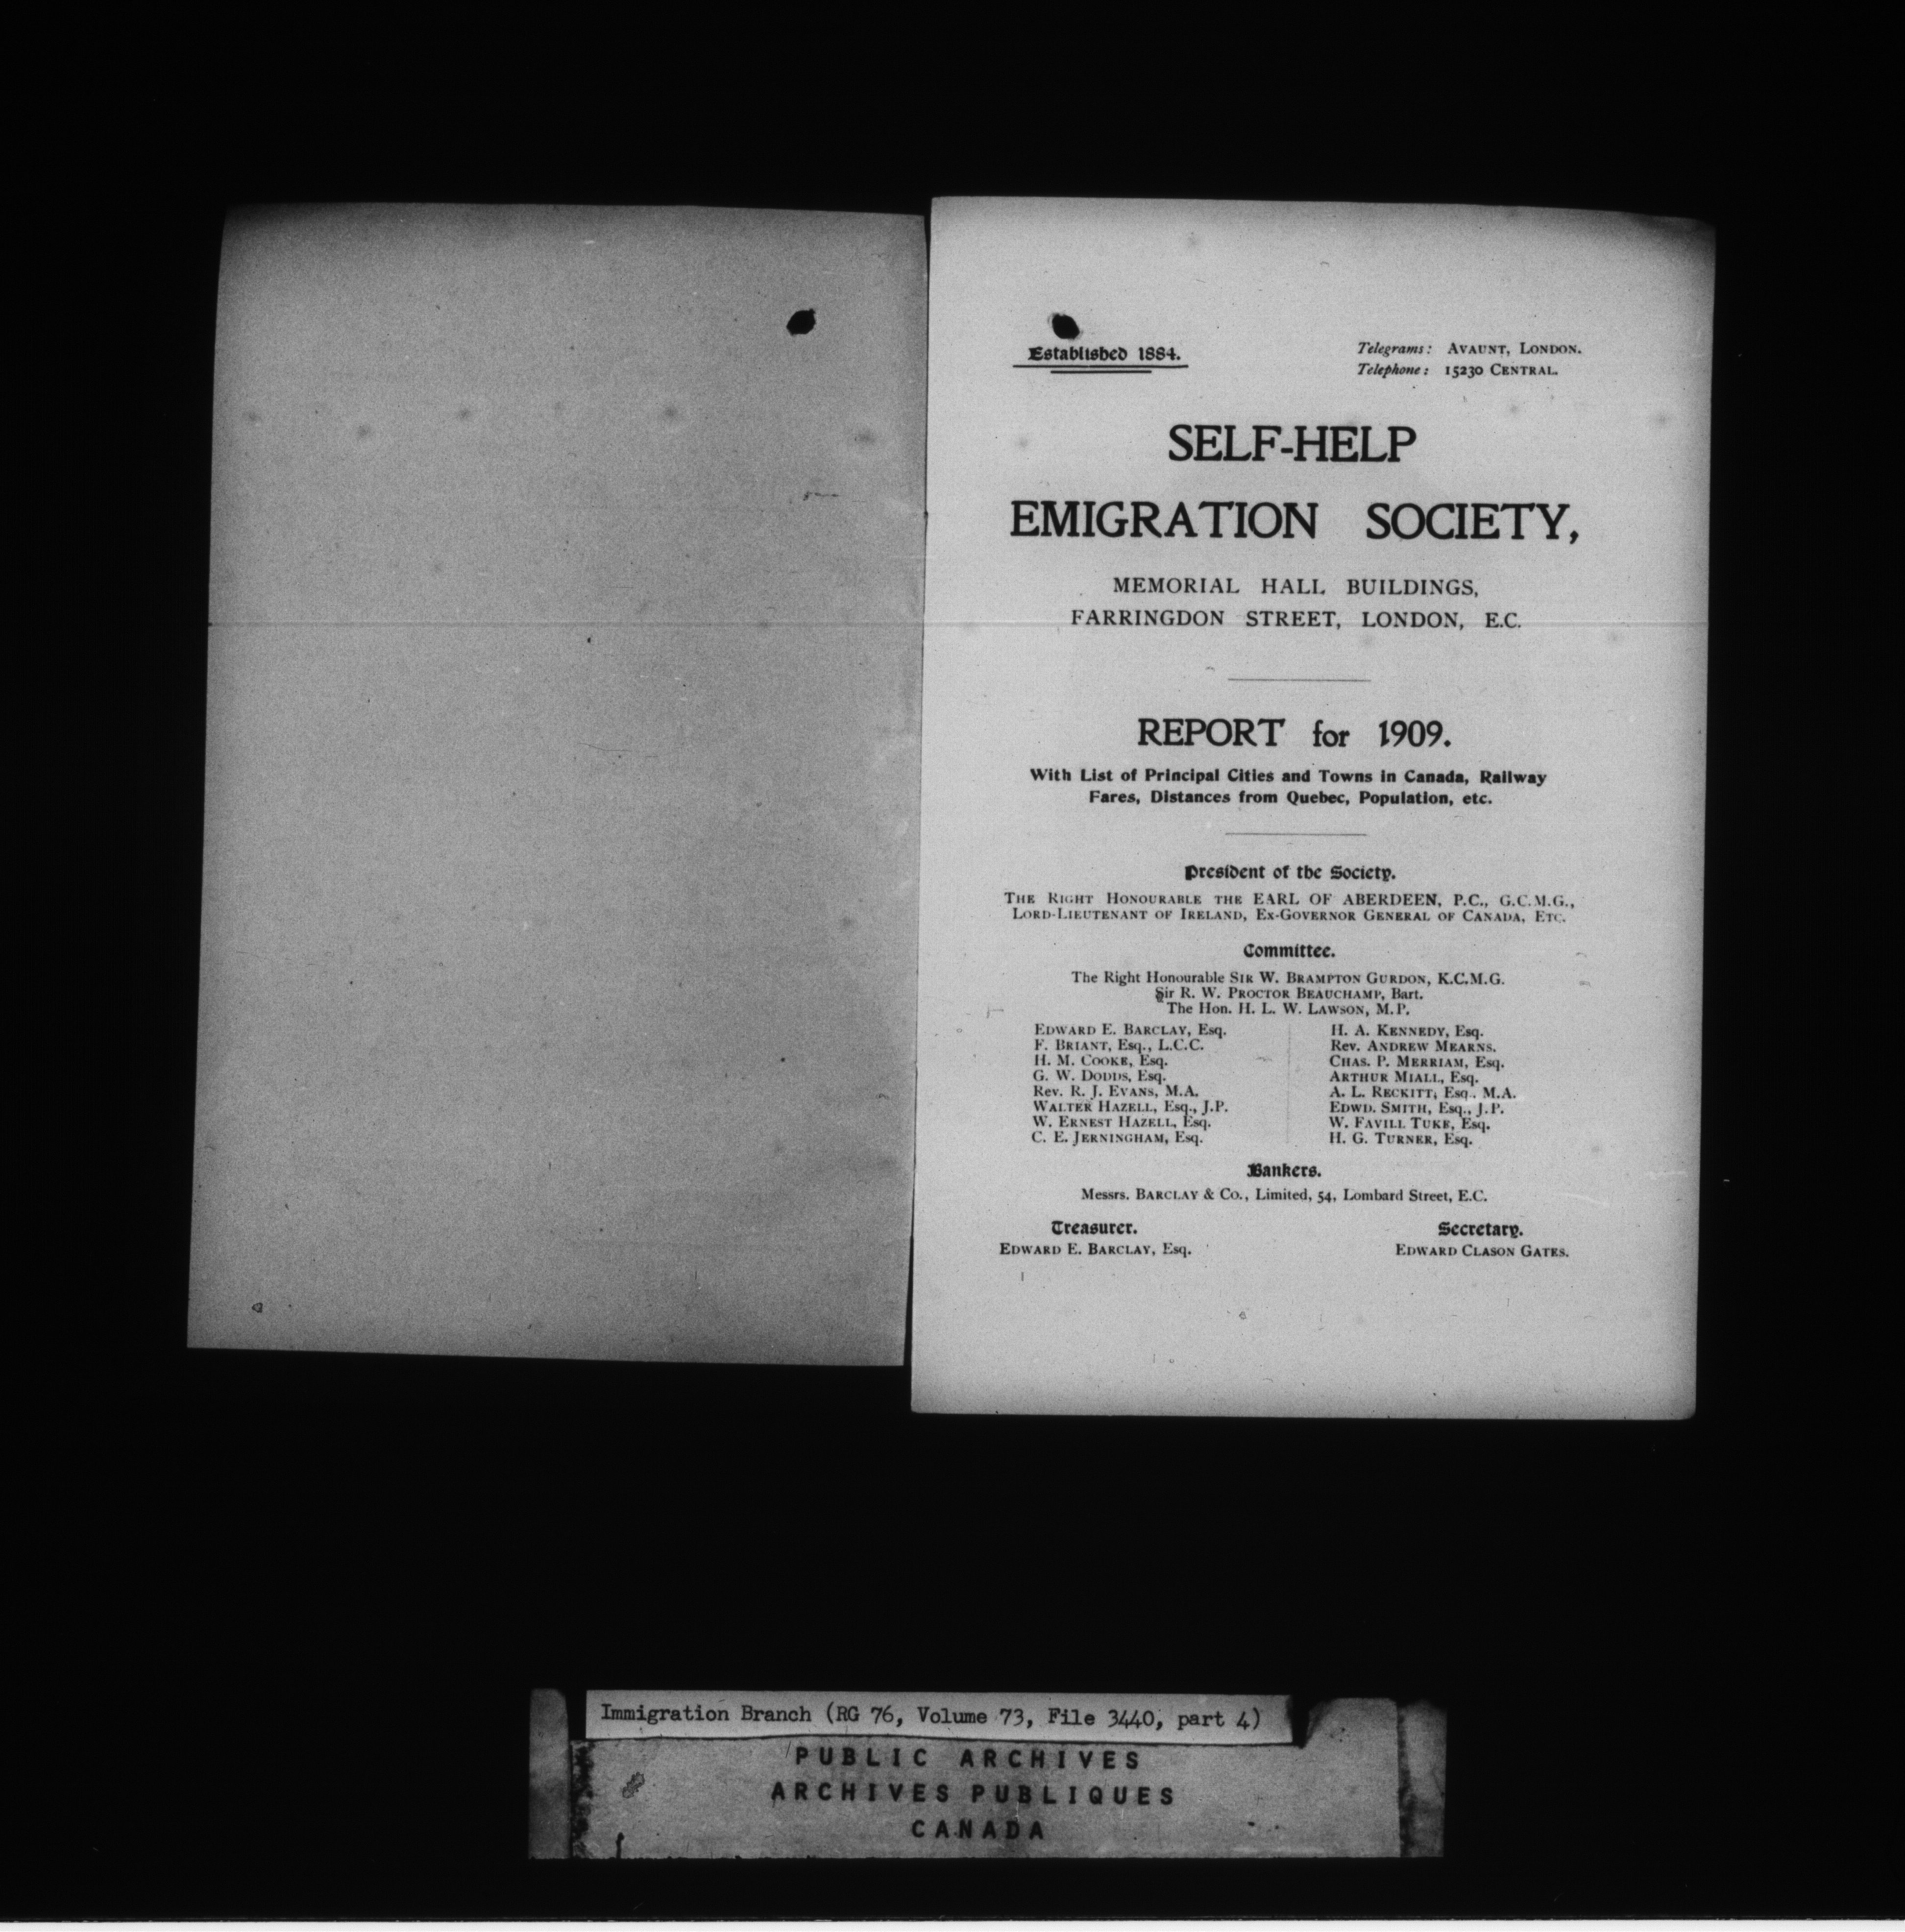 Established 1884.
Telegrams: AVAUNT, LONDON.
Telephone: 15230 CENTRAL.
SELF-HELP
EMIGRATION SOCIETY,
MEMORIAL HALL BUILDINGS,
FARRINGDON STREET, LONDON, E.C.
REPORT for 1909.
With List of Principal Cities and Towns in Canada, Railway
Fares, Distances from Quebec, Population, etc.
President of the Society.
THE RIGHT HONOURABLE THE EARL OF ABERDEEN, P.C., G.C.M.G.,
LORD-LIEUTENANT OF IRELAND, EX-GOVERNOR GENERAL OF CANADA, ETC.
Committee.
The Right Honourable SIR W. BRAMPTON GURDON, K.C.M.G.
Sir R. W. PROCTOR BEAUCHAMP, Bart.
The Hon. H. L. W. LAWSON, M.P.
EDWARD E. BARCLAY, Esq.
F. BRIANT, Esq., L.C.C.
H. M. COOKE, Esq.
G. W. DODDS, Esq.
Rev. R. J. EVANS, M.A.
WALTER HAZELL, Esq., J.P.
W. ERNEST HAZELL, Esq.
C. E. JERNINGHAM, Esq.
H. A. KENNEDY, Esq.
Rev. ANDREW MEARNS.
CHAS. P. MERRIAM, Esq.
ARTHUR MIALL, Esq.
A. L. RECKITT, Esq. M.A.
EDWD. SMITH, Esq., J.P.
W. FAVILL TUKE, Esq.
H. G. TURNER, Esq.
Bankers.
Messrs. BARCLAY & CO., Limited, 54, Lombard Street, E.C.
Treasurer.
EDWARD E. BARCLAY, Esq.
Secretary.
EDWARD CLASON GATES.
Immigration Branch (RG 76, Volume 73, File 3440, part 4)
PUBLIC ARCHIVES
ARCHIVES PUBLIQUES
CANADA